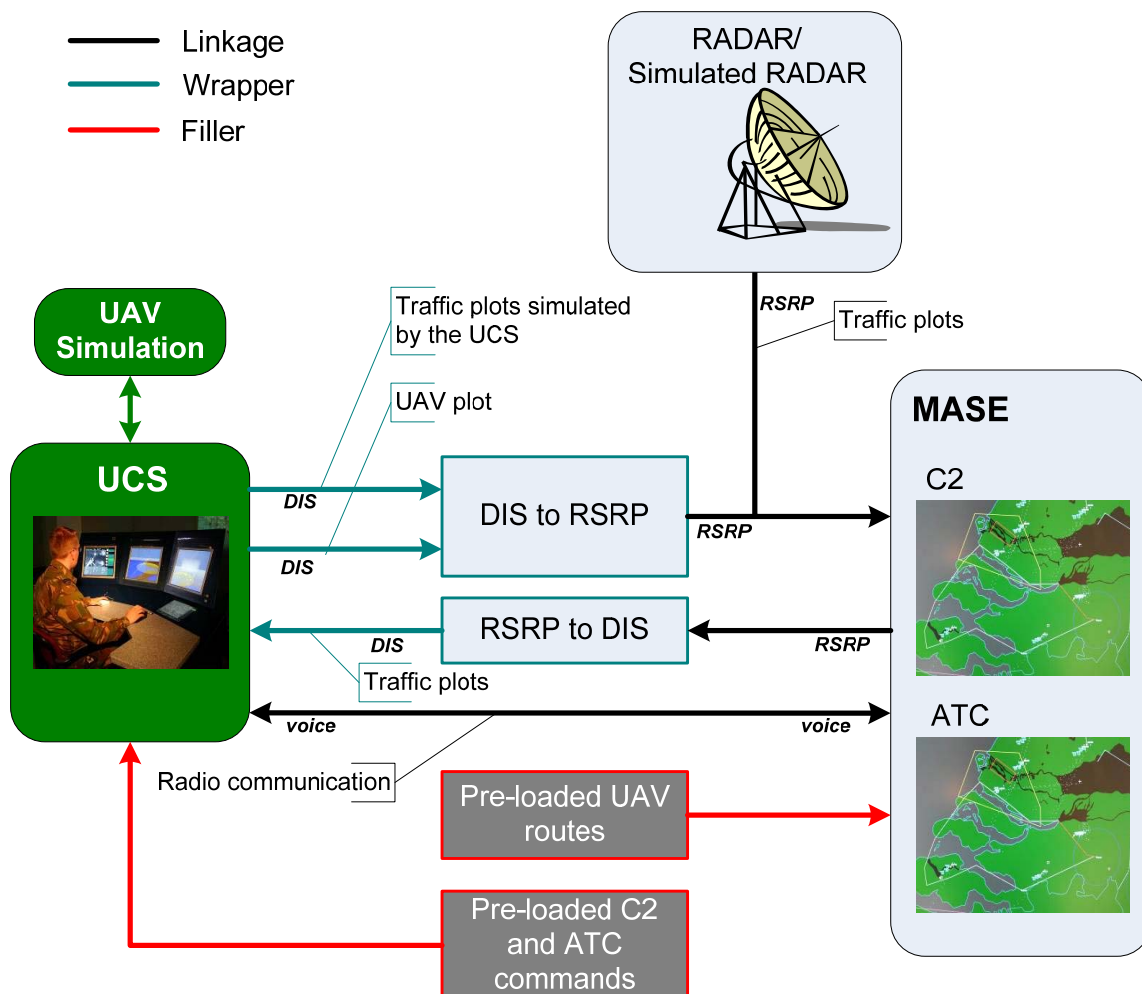 Linkage
Wrapper
Filler
RADAR/
Simulated RADAR
RSRP
Traffic plots
UAV
Simulation
Traffic plots simulated
by the UCS
UAV plot
MASE
C2
UCS
DIS
DIS
DIS to RSRP
RSRP
RSRP to DIS
DIS
RSRP
Traffic plots
voice
voice
ATC
Radio communication
Pre-loaded UAV
routes
Pre-loaded C2
and ATC
commands